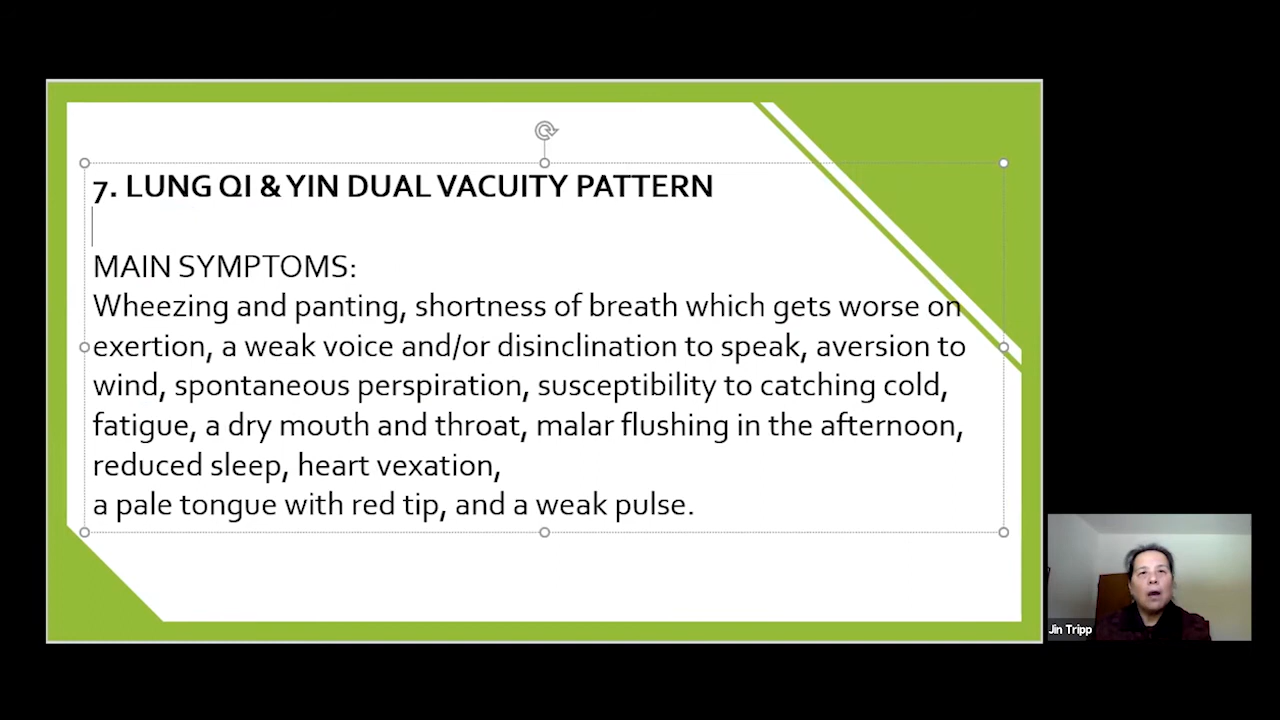 7. LUNG QI & YIN DUAL VACUITY PATTERN
MAIN SYMPTOMS:
Wheezing and panting, shortness of breath which gets worse on
exertion, a weak voice and/or disinclination to speak, aversion to
wind, spontaneous perspiration, susceptibility to catching cold,
fatigue, a dry mouth and throat, malar flushing in the afternoon,
reduced sleep, heart vexation,
a pale tongue with red tip, and a weak pulse.
Jin Tripp